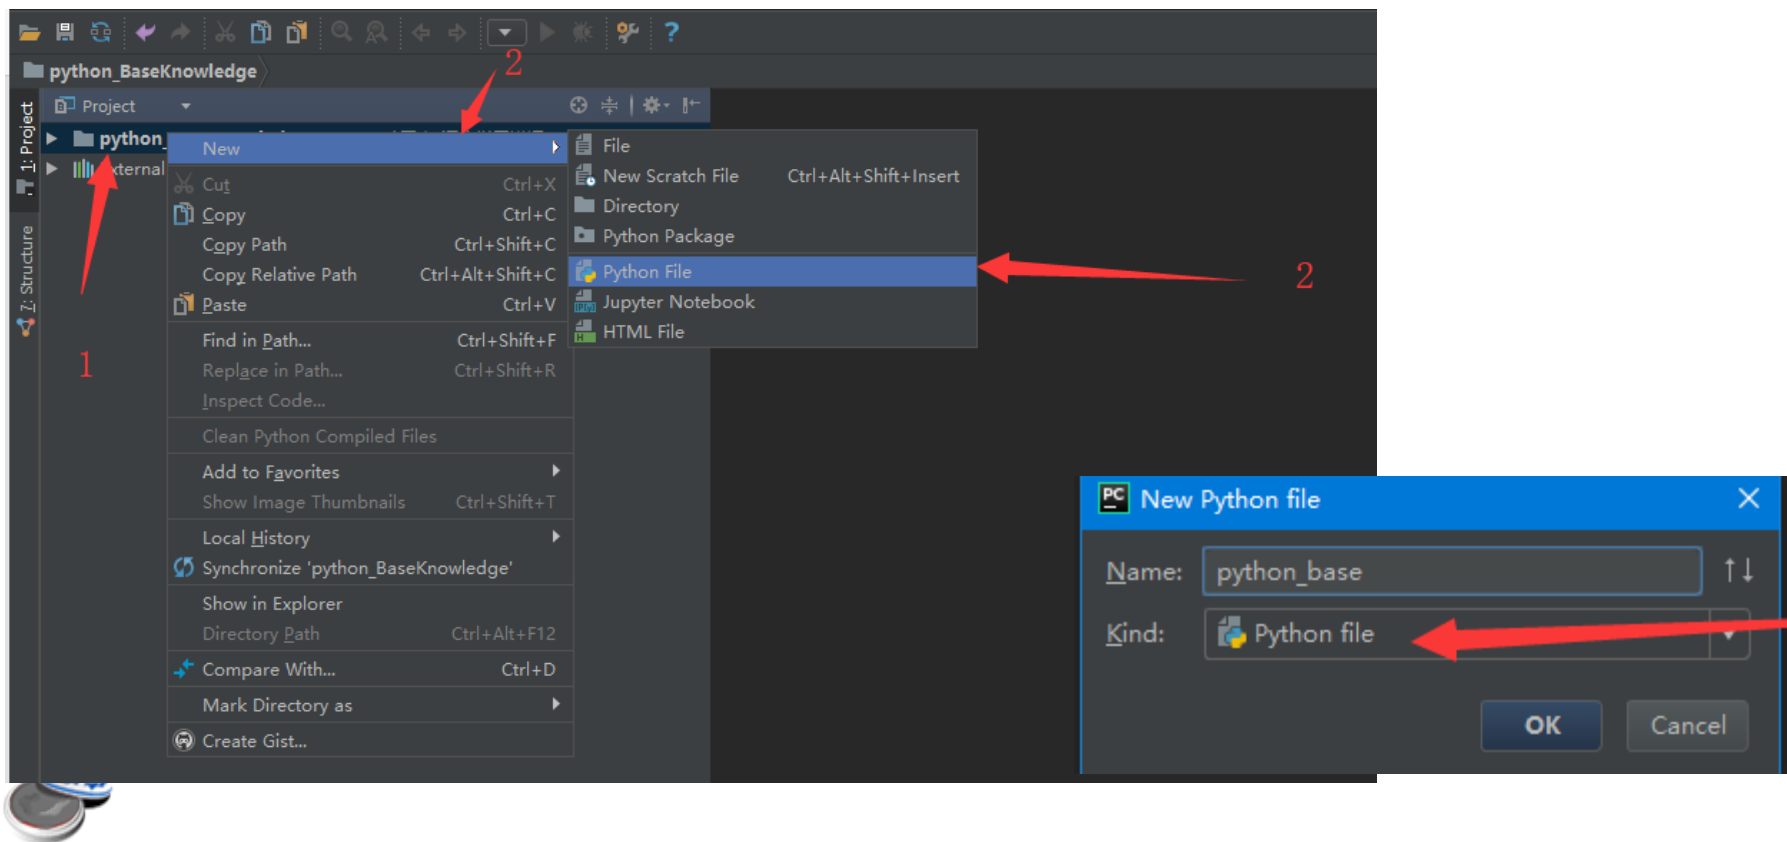 2
python_BaseKnowledge
1: Project
Project
python_
External
New
Cut Ctrl+X
Copy Ctrl+C
Copy Path Ctrl+Shift+C
Copy Relative Path Ctrl+Alt+Shift+C
Paste Ctrl+V
Find in Path... Ctrl+Shift+F
Replace in Path... Ctrl+Shift+R
Inspect Code...
Clean Python Compiled Files
Add to Favorites
Show Image Thumbnails Ctrl+Shift+T
Local History
Synchronize 'python_BaseKnowledge'
Show in Explorer
Directory Path Ctrl+Alt+F12
Compare With... Ctrl+D
Mark Directory as
Create Gist...
File
New Scratch File Ctrl+Alt+Shift+Insert
Directory
Python Package
Python File
Jupyter Notebook
HTML File
2
7: Structure
1
PC New Python file
Name: python_base
Kind: Python file
OK Cancel